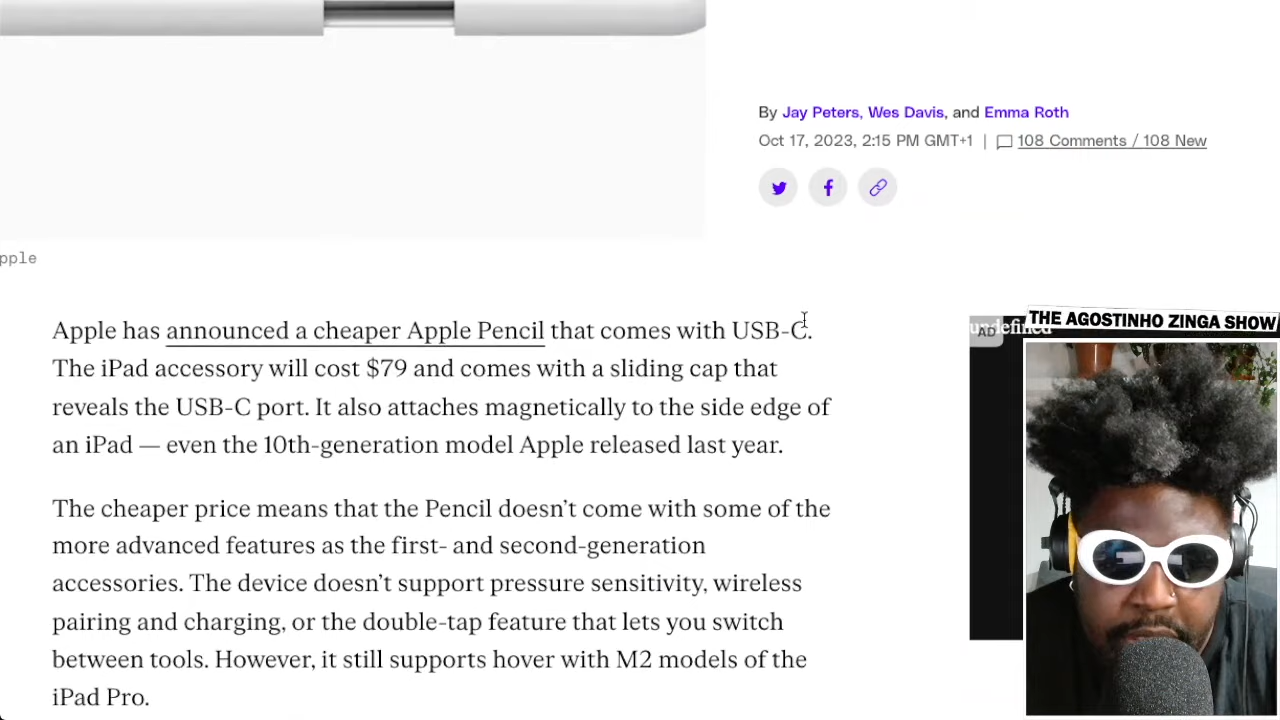 By Jay Peters, Wes Davis, and Emma Roth
Oct 17, 2023, 2:15 PM GMT+1 | 108 Comments / 108 New
pple
Apple has announced a cheaper Apple Pencil that comes with USB-C.
The iPad accessory will cost $79 and comes with a sliding cap that
reveals the USB-C port. It also attaches magnetically to the side edge of
an iPad — even the 10th-generation model Apple released last year.
The cheaper price means that the Pencil doesn’t come with some of the
more advanced features as the first- and second-generation
accessories. The device doesn’t support pressure sensitivity, wireless
pairing and charging, or the double-tap feature that lets you switch
between tools. However, it still supports hover with M2 models of the
iPad Pro.
undefined
AD
THE AGOSTINHO ZINGA SHOW